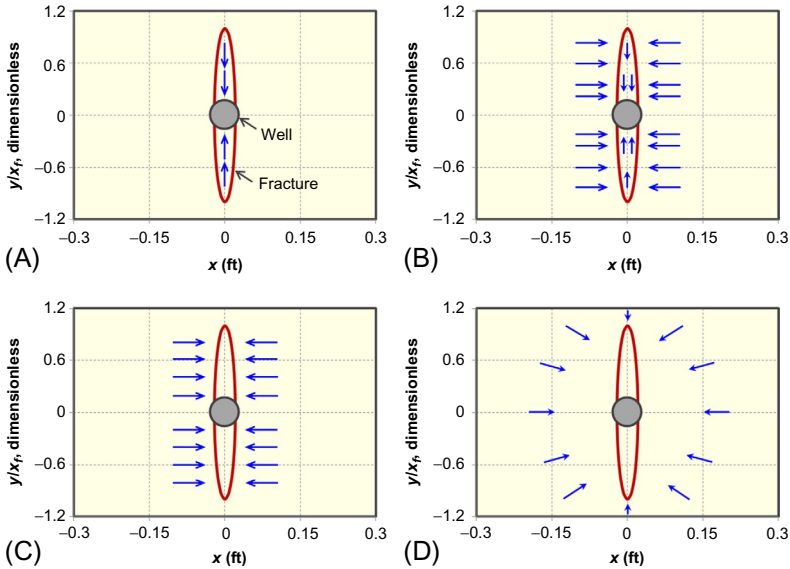 1.2
0.6
0
−0.6
−1.2
y/xf, dimensionless
Well
Fracture
−0.3 −0.15 0 0.15 0.3
x (ft)
(A)
1.2
0.6
0
−0.6
−1.2
y/xf, dimensionless
−0.3 −0.15 0 0.15 0.3
x (ft)
(B)
1.2
0.6
0
−0.6
−1.2
y/xf, dimensionless
−0.3 −0.15 0 0.15 0.3
x (ft)
(C)
1.2
0.6
0
−0.6
−1.2
y/xf, dimensionless
−0.3 −0.15 0 0.15 0.3
x (ft)
(D)